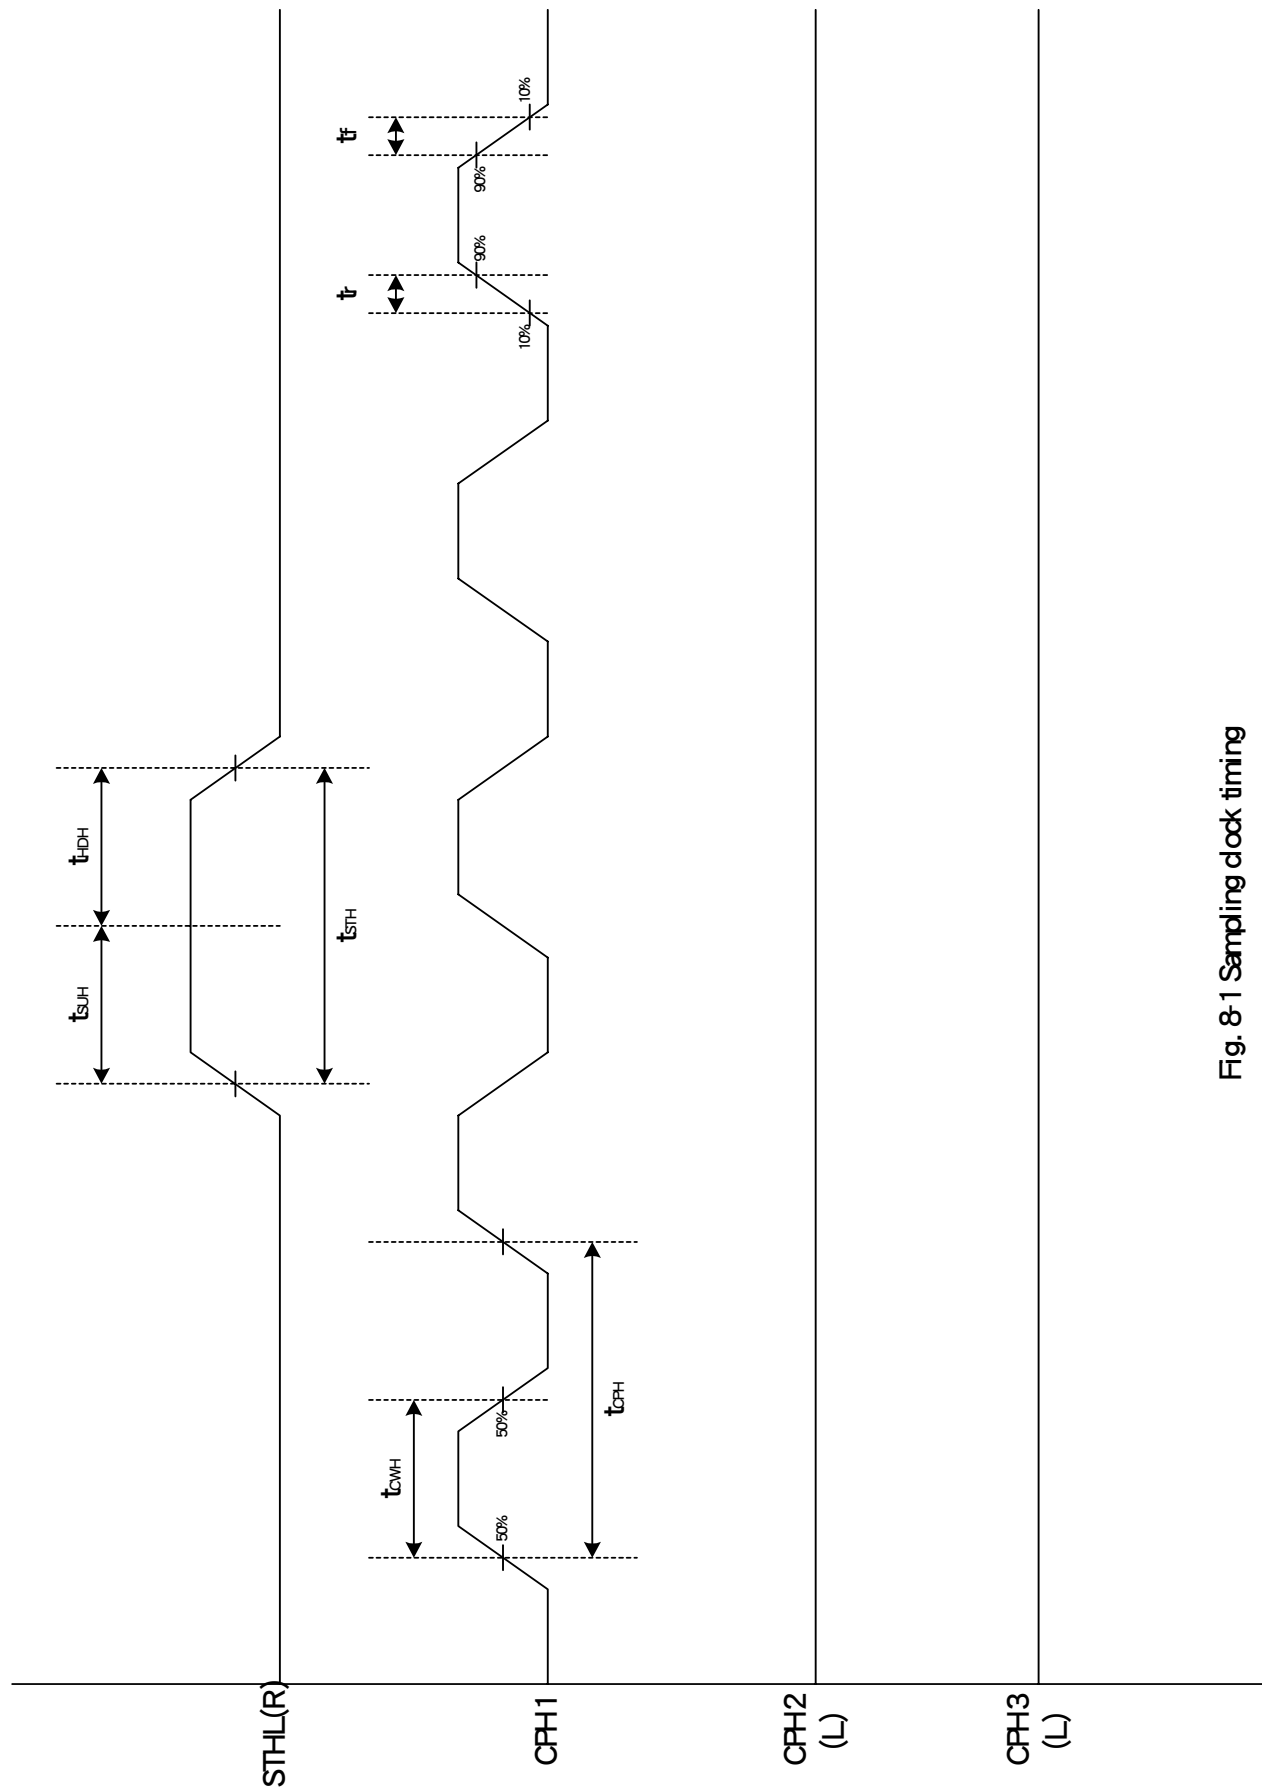 tHDH
tSUH
tSTH
STHL(R)
tf
tr
10%
90%
90%
10%
tCWH
50%
50%
tCPH
CPH1
CPH2
(L)
CPH3
(L)
Fig. 8-1 Sampling clock timing